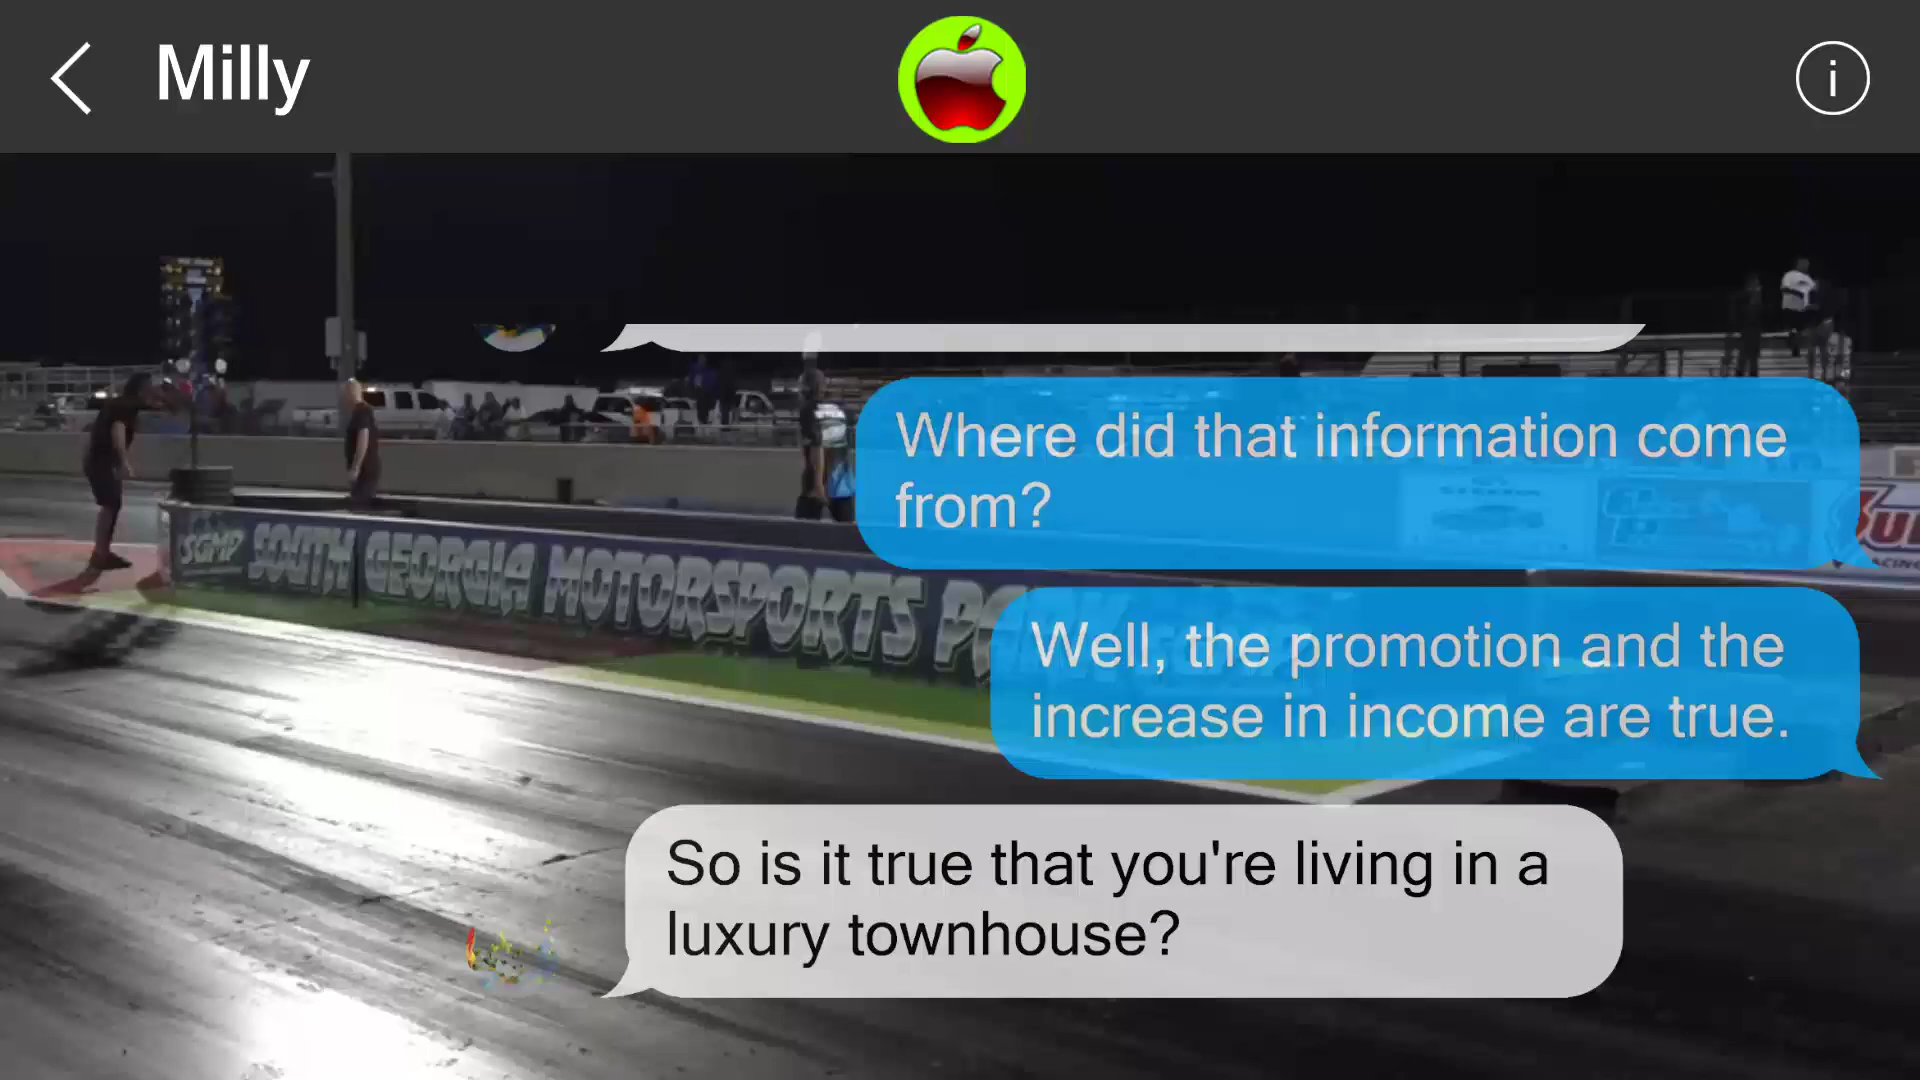 Milly
i
Where did that information come
from?
SGMP SOUTH GEORGIA MOTORSPORTS
Well, the promotion and the
increase in income are true.
So is it true that you're living in a
luxury townhouse?